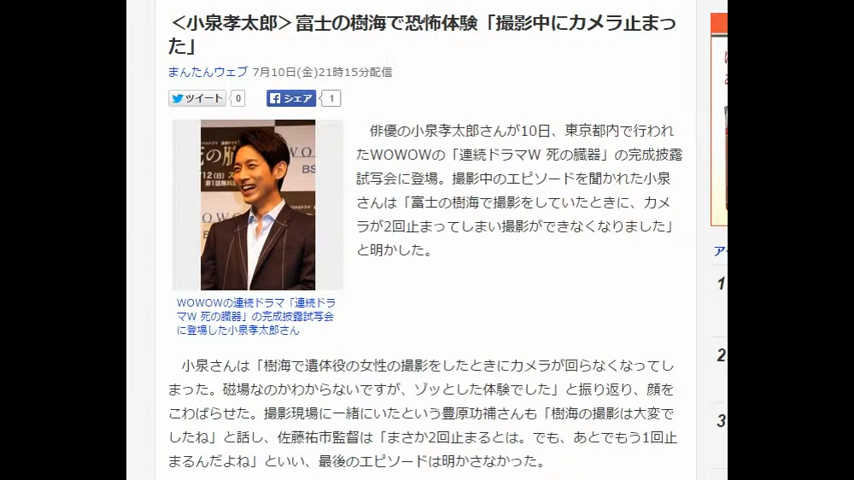 ＜小泉孝太郎＞富士の樹海で恐怖体験「撮影中にカメラ止まっ
た」
まんたんウェブ 7月10日(金)21時15分配信
ツイート 0 シェア 1
俳優の小泉孝太郎さんが10日、東京都内で行われ
たWOWOWの「連続ドラマW 死の臓器」の完成披露
試写会に登場。撮影中のエピソードを聞かれた小泉
さんは「富士の樹海で撮影をしていたときに、カメ
ラが2回止まってしまい撮影ができなくなりました」
と明かした。
WOWOWの連続ドラマ「連続ドラ
マW 死の臓器」の完成披露試写会
に登場した小泉孝太郎さん
小泉さんは「樹海で遺体役の女性の撮影をしたときにカメラが回らなくなってし
まった。磁場なのかわからないですが、ゾッとした体験でした」と振り返り、顔を
こわばらせた。撮影現場に一緒にいたという豊原功補さんも「樹海の撮影は大変で
したね」と話し、佐藤祐市監督は「まさか2回止まるとは。でも、あとでもう1回止
まるんだよね」といい、最後のエピソードは明かさなかった。
ア
1
2
3